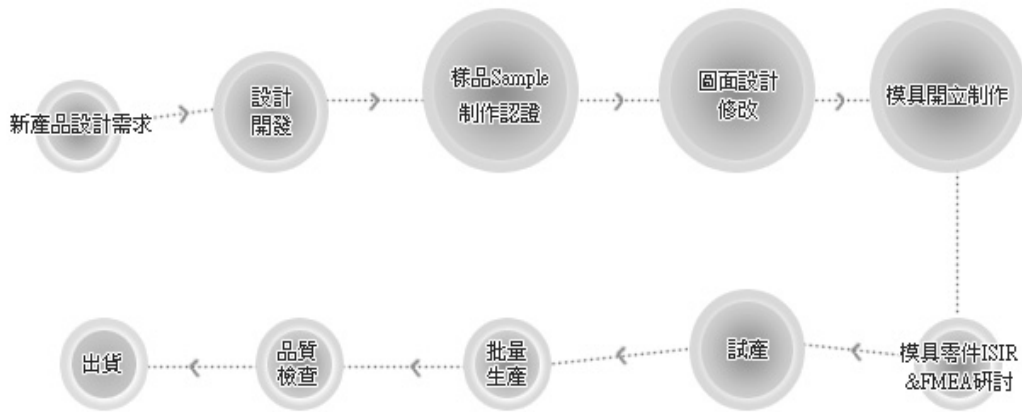 新產品設計需求
設計
開發
樣品Sample
制作認證
圖面設計
修改
模具開立制作
模具零件ISIR
&FMEA研討
試產
批量
生產
品質
檢查
出貨